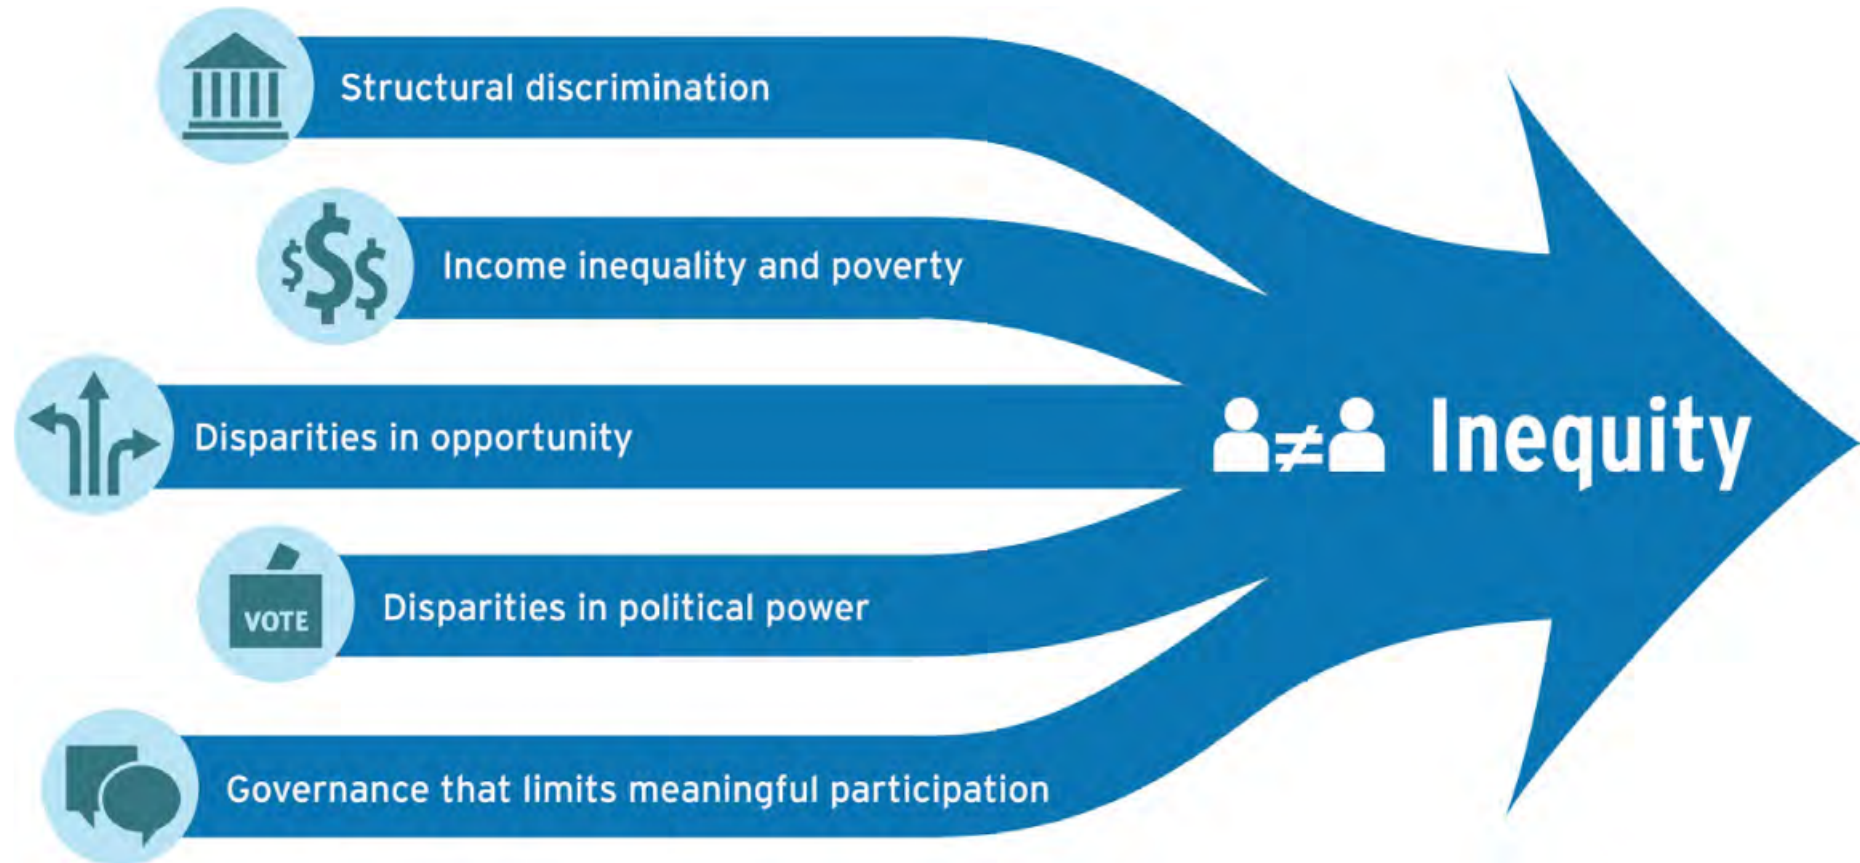 Structural discrimination
$$$
Income inequality and poverty
Disparities in opportunity
≠ Inequity
VOTE
Disparities in political power
Governance that limits meaningful participation